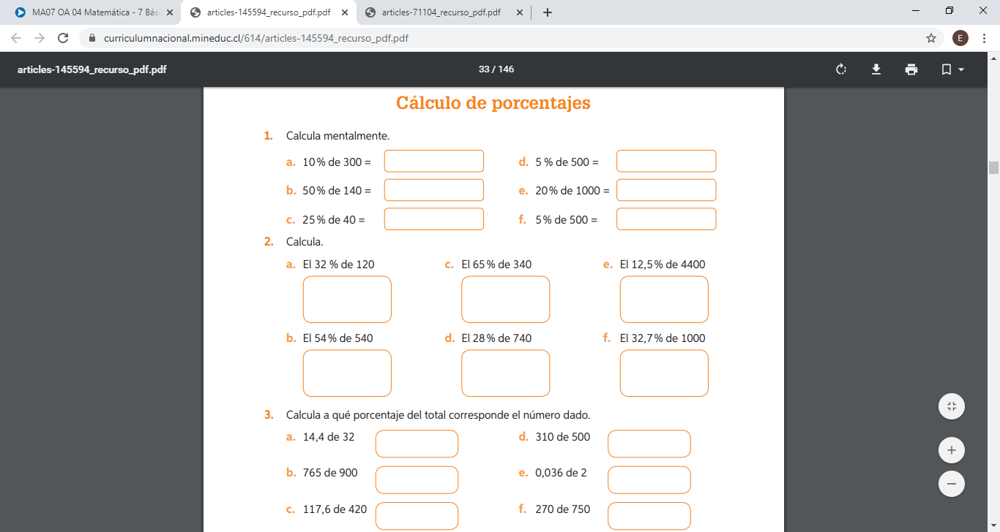 MA07 OA 04 Matemática - 7 Bás
articles-145594_recurso_pdf.pdf
articles-71104_recurso_pdf.pdf
curriculumnacional.mineduc.cl/614/articles-145594_recurso_pdf.pdf
E
articles-145594_recurso_pdf.pdf
33 / 146
Cálculo de porcentajes
1. Calcula mentalmente.
a. 10% de 300 =
d. 5 % de 500 =
b. 50% de 140 =
e. 20% de 1000 =
c. 25% de 40 =
f. 5% de 500 =
2. Calcula.
a. El 32 % de 120
c. El 65% de 340
e. El 12,5% de 4400
b. El 54% de 540
d. El 28% de 740
f. El 32,7% de 1000
3. Calcula a qué porcentaje del total corresponde el número dado.
a. 14,4 de 32
d. 310 de 500
b. 765 de 900
e. 0,036 de 2
c. 117,6 de 420
f. 270 de 750